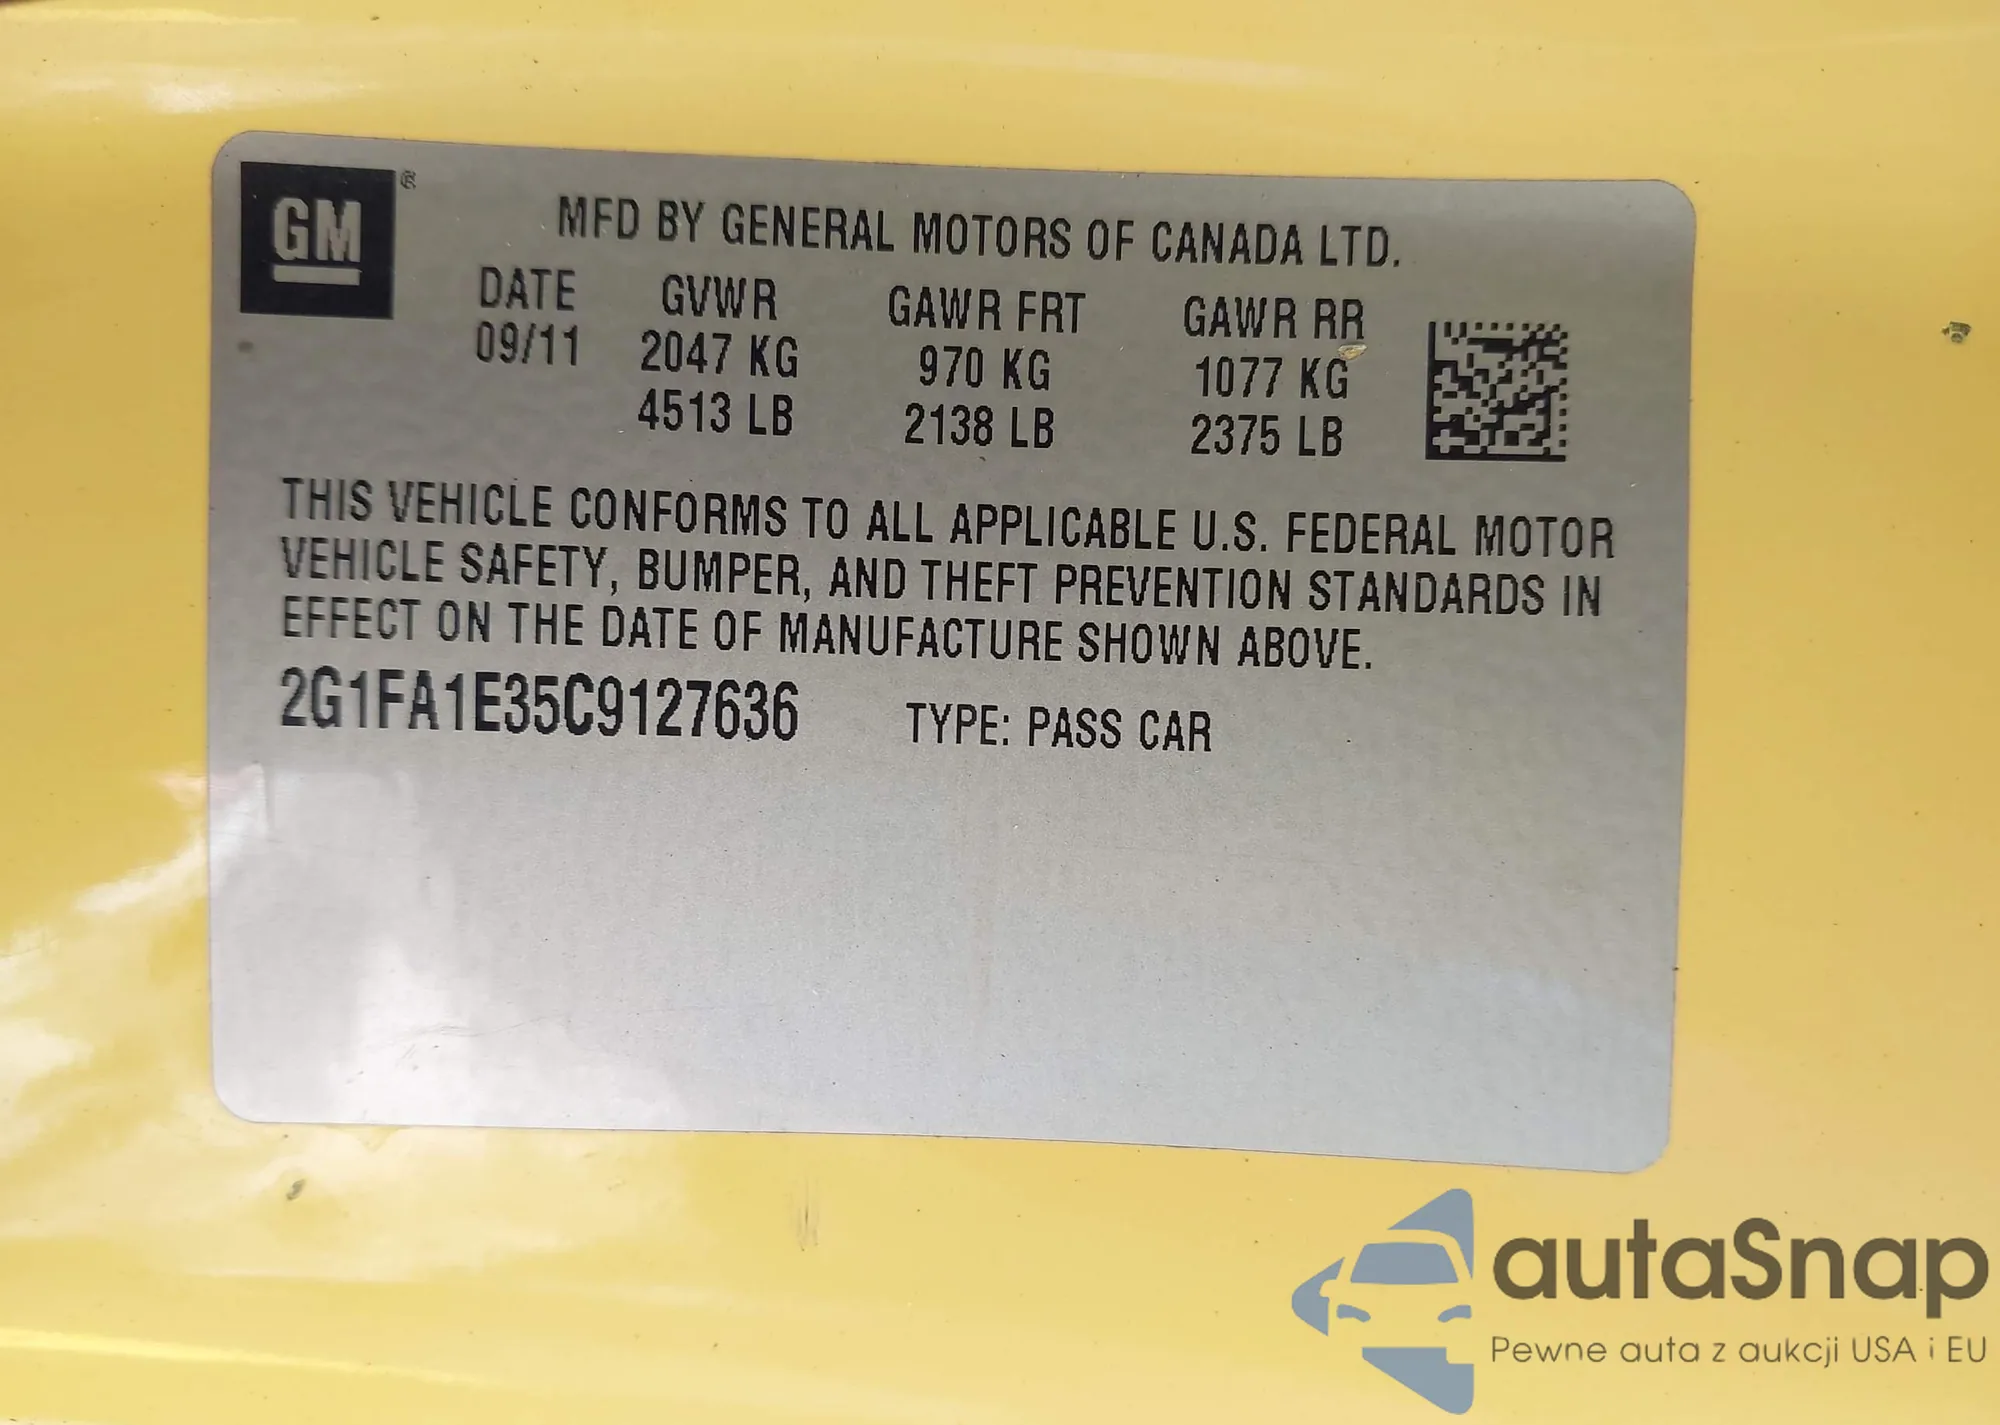 GM®
MFD BY GENERAL MOTORS OF CANADA LTD.
DATE GVWR GAWR FRT GAWR RR
09/11 2047 KG 970 KG 1077 KG
4513 LB 2138 LB 2375 LB
THIS VEHICLE CONFORMS TO ALL APPLICABLE U.S. FEDERAL MOTOR
VEHICLE SAFETY, BUMPER, AND THEFT PREVENTION STANDARDS IN
EFFECT ON THE DATE OF MANUFACTURE SHOWN ABOVE.
2G1FA1E35C9127636 TYPE: PASS CAR
autaSnap
Pewne auta z aukcji USA i EU